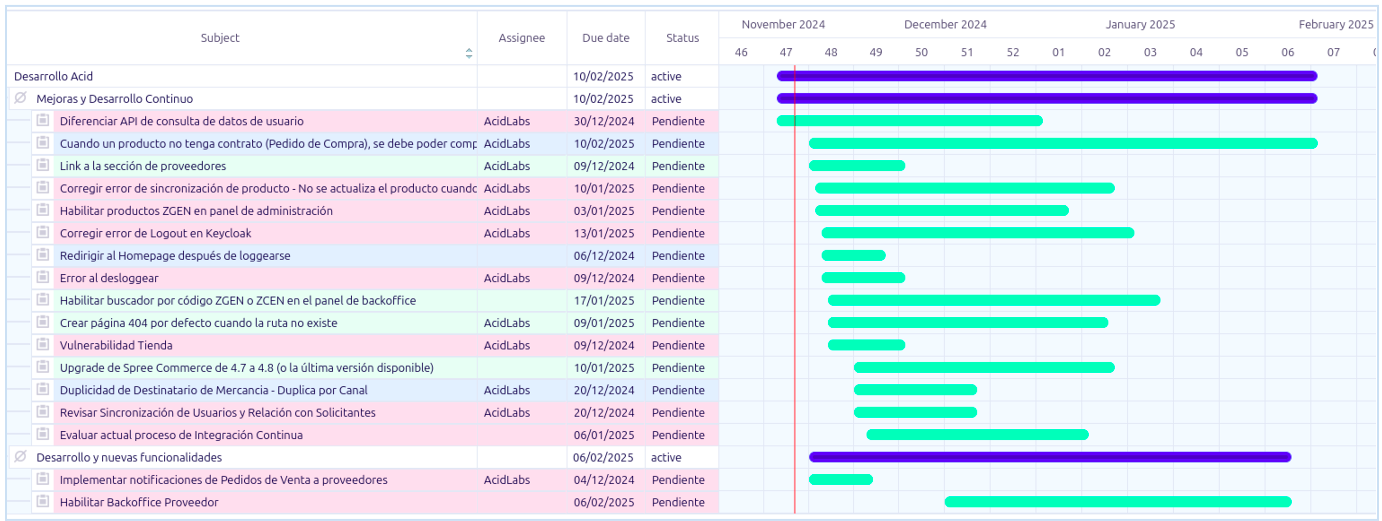 Subject Assignee Due date Status November 2024 December 2024 January 2025 February 2025
46 47 48 49 50 51 52 01 02 03 04 05 06 07
Desarrollo Acid 10/02/2025 active
Mejoras y Desarrollo Continuo 10/02/2025 active
Diferenciar API de consulta de datos de usuario AcidLabs 30/12/2024 Pendiente
Cuando un producto no tenga contrato (Pedido de Compra), se debe poder comp AcidLabs 10/02/2025 Pendiente
Link a la sección de proveedores AcidLabs 09/12/2024 Pendiente
Corregir error de sincronización de producto - No se actualiza el producto cuando AcidLabs 10/01/2025 Pendiente
Habilitar productos ZGEN en panel de administración AcidLabs 03/01/2025 Pendiente
Corregir error de Logout en Keycloak AcidLabs 13/01/2025 Pendiente
Redirigir al Homepage después de loggearse 06/12/2024 Pendiente
Error al desloggear AcidLabs 09/12/2024 Pendiente
Habilitar buscador por código ZGEN o ZCEN en el panel de backoffice 17/01/2025 Pendiente
Crear página 404 por defecto cuando la ruta no existe AcidLabs 09/01/2025 Pendiente
Vulnerabilidad Tienda AcidLabs 09/12/2024 Pendiente
Upgrade de Spree Commerce de 4.7 a 4.8 (o la última versión disponible) 10/01/2025 Pendiente
Duplicidad de Destinatario de Mercancia - Duplica por Canal AcidLabs 20/12/2024 Pendiente
Revisar Sincronización de Usuarios y Relación con Solicitantes AcidLabs 20/12/2024 Pendiente
Evaluar actual proceso de Integración Continua 06/01/2025 Pendiente
Desarrollo y nuevas funcionalidades 06/02/2025 active
Implementar notificaciones de Pedidos de Venta a proveedores AcidLabs 04/12/2024 Pendiente
Habilitar Backoffice Proveedor 06/02/2025 Pendiente